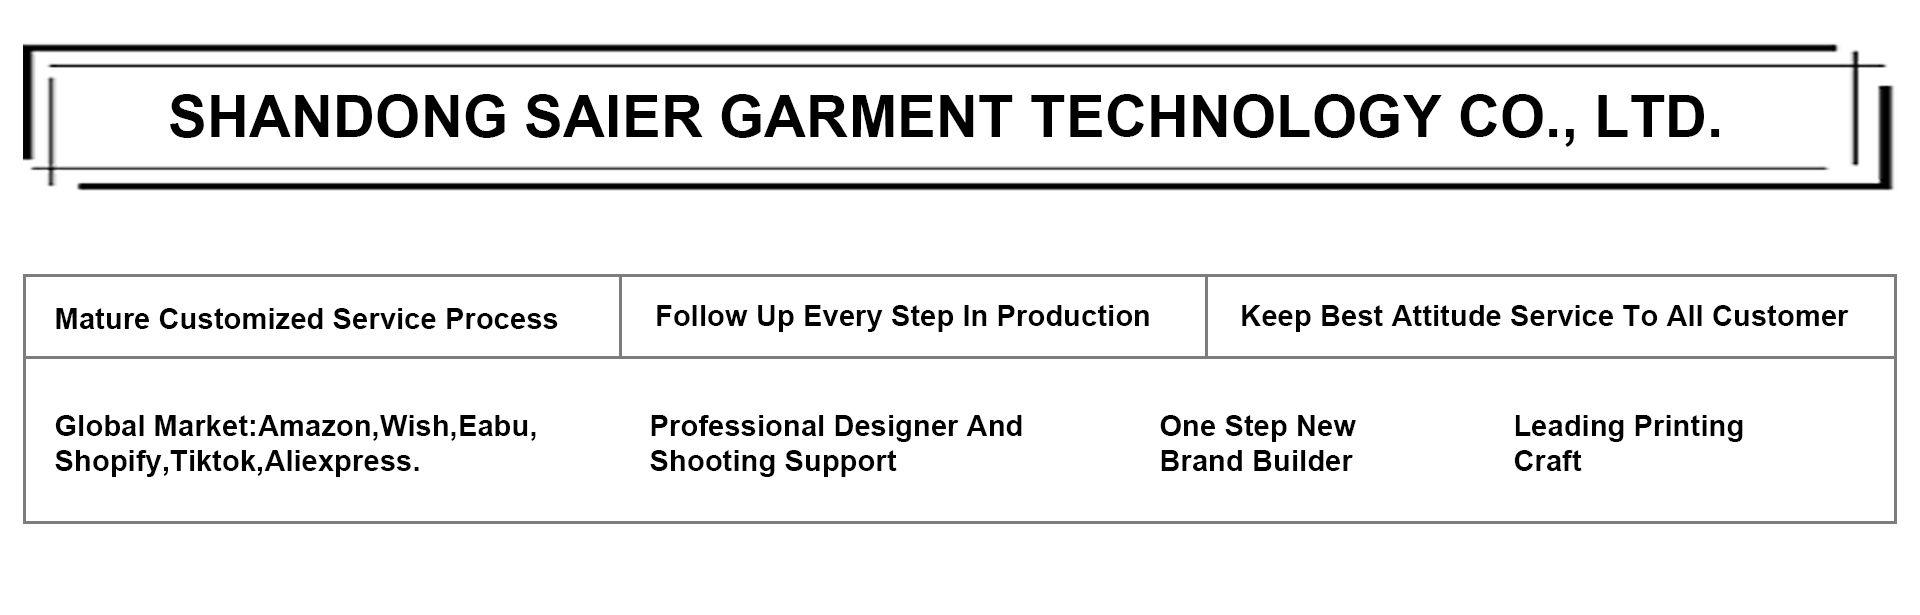 SHANDONG SAIER GARMENT TECHNOLOGY CO., LTD.
Mature Customized Service Process
Follow Up Every Step In Production
Keep Best Attitude Service To All Customer
Global Market:Amazon,Wish,Eabu,
Shopify,Tiktok,Aliexpress.
Professional Designer And
Shooting Support
One Step New
Brand Builder
Leading Printing
Craft